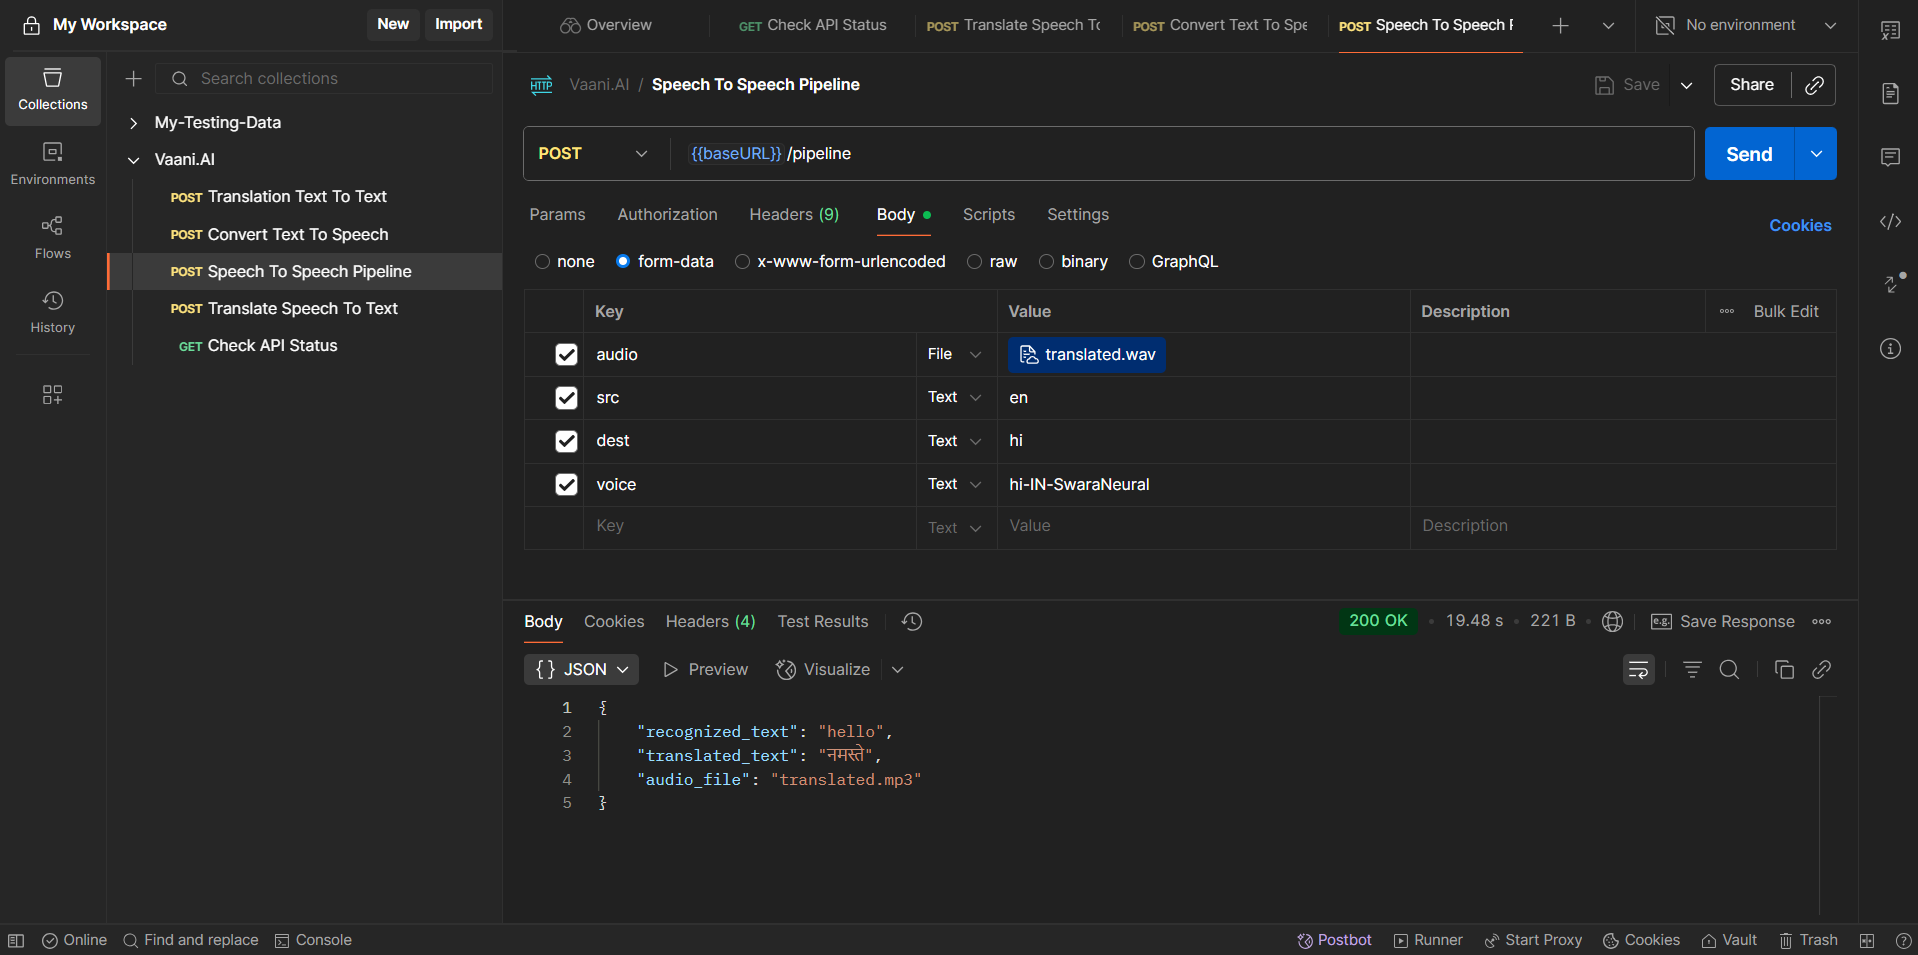 My Workspace
New
Import
Overview
GET Check API Status
POST Translate Speech To
POST Convert Text To Spe
POST Speech To Speech P
No environment
Collections
Environments
Flows
History
Search collections
My-Testing-Data
Vaani.AI
POST Translation Text To Text
POST Convert Text To Speech
POST Speech To Speech Pipeline
POST Translate Speech To Text
GET Check API Status
HTTP Vaani.AI / Speech To Speech Pipeline
Save
Share
POST
{{baseURL}} /pipeline
Send
Params
Authorization
Headers (9)
Body
Scripts
Settings
Cookies
none
form-data
x-www-form-urlencoded
raw
binary
GraphQL
Key Value Description Bulk Edit
audio File translated.wav
src Text en
dest Text hi
voice Text hi-IN-SwaraNeural
Key Text Value Description
Body
Cookies
Headers (4)
Test Results
200 OK • 19.48 s • 221 B •
e.g. Save Response
{} JSON
Preview
Visualize
1 {
2 "recognized_text": "hello",
3 "translated_text": "नमस्ते",
4 "audio_file": "translated.mp3"
5 }
Online
Find and replace
Console
Postbot
Runner
Start Proxy
Cookies
Vault
Trash